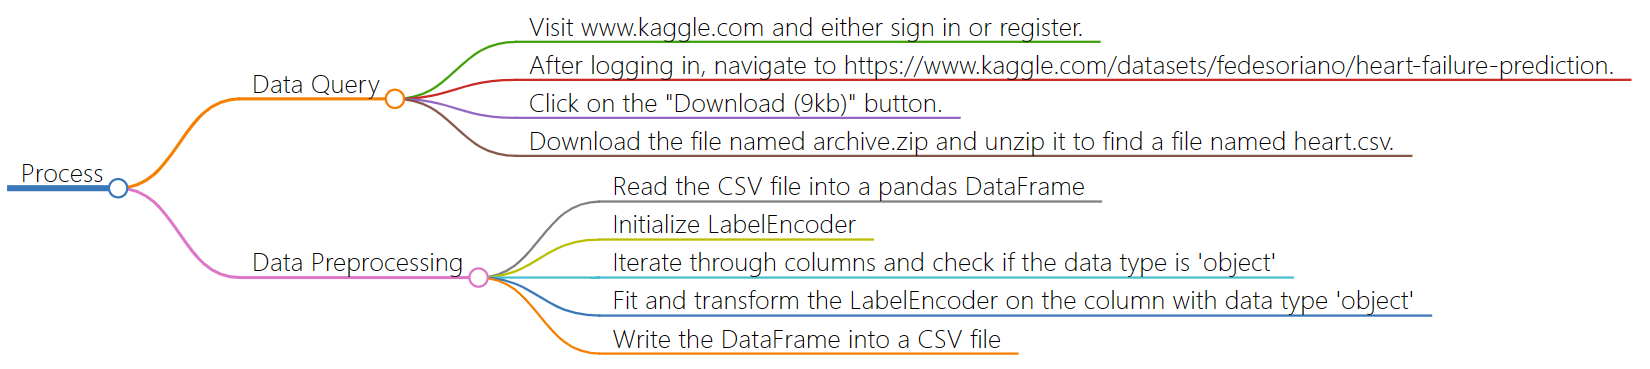 Visit www.kaggle.com and either sign in or register.
After logging in, navigate to https://www.kaggle.com/datasets/fedesoriano/heart-failure-prediction.
Data Query
Click on the "Download (9kb)" button.
Download the file named archive.zip and unzip it to find a file named heart.csv.
Process
Read the CSV file into a pandas DataFrame
Initialize LabelEncoder
Data Preprocessing
Iterate through columns and check if the data type is 'object'
Fit and transform the LabelEncoder on the column with data type 'object'
Write the DataFrame into a CSV file